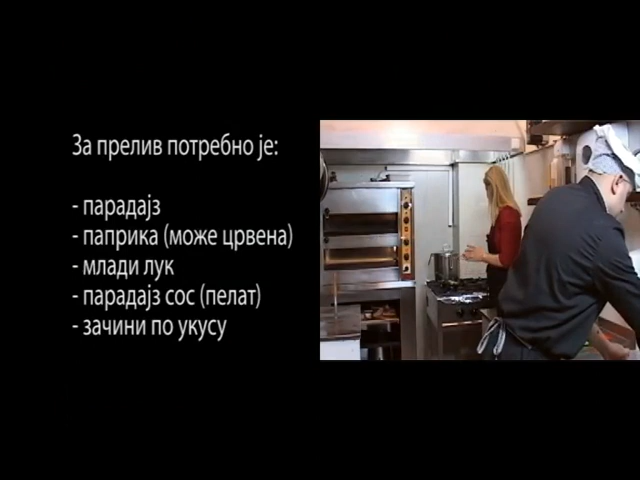 За прелив потребно је:
- парадајз
- паприка (може црвена)
- млади лук
- парадајз сос (пелат)
- зачини по укусу